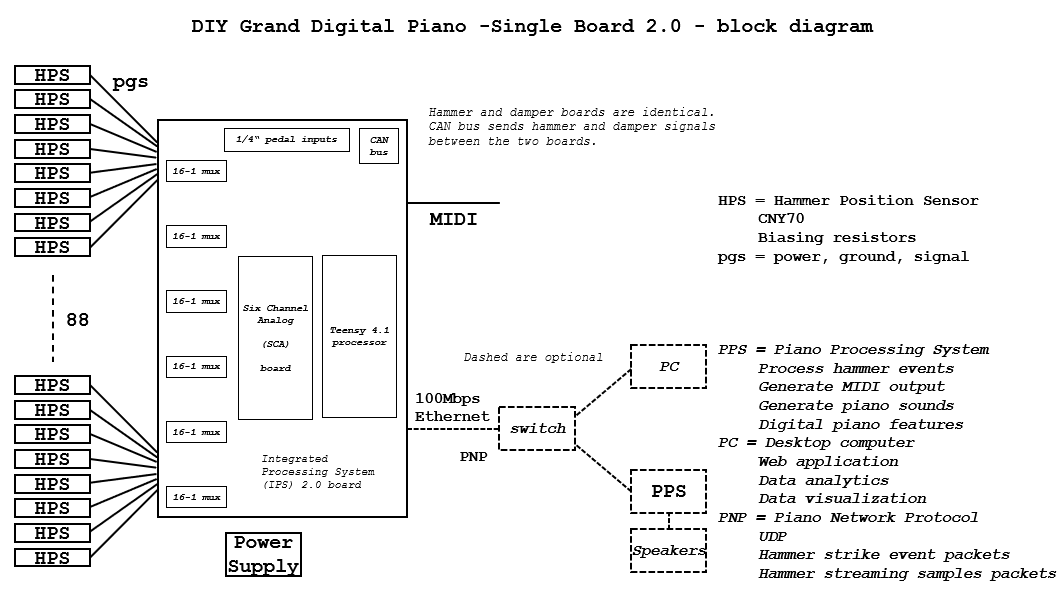 DIY Grand Digital Piano -Single Board 2.0 - block diagram
HPS
HPS
HPS
HPS
HPS
HPS
HPS
HPS
pgs
88
HPS
HPS
HPS
HPS
HPS
HPS
HPS
HPS
1/4" pedal inputs
CAN
bus
16-1 mux
16-1 mux
16-1 mux
16-1 mux
16-1 mux
16-1 mux
Six Channel
Analog
(SCA)
board
Teensy 4.1
processor
Integrated
Processing System
(IPS) 2.0 board
Power
Supply
Hammer and damper boards are identical.
CAN bus sends hammer and damper signals
between the two boards.
MIDI
Dashed are optional
100Mbps
Ethernet
PNP
switch
PC
PPS
Speakers
HPS = Hammer Position Sensor
CNY70
Biasing resistors
pgs = power, ground, signal
PPS = Piano Processing System
Process hammer events
Generate MIDI output
Generate piano sounds
Digital piano features
PC = Desktop computer
Web application
Data analytics
Data visualization
PNP = Piano Network Protocol
UDP
Hammer strike event packets
Hammer streaming samples packets